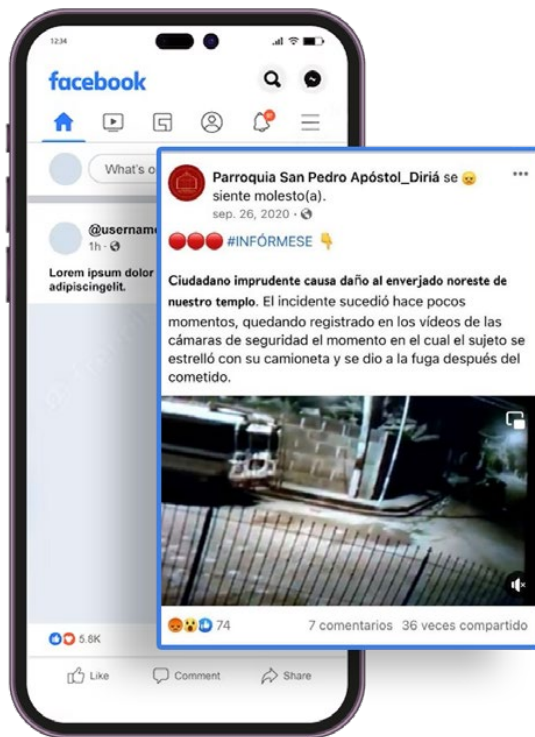 12:34
facebook
What's o
@usernam
1h ·
Lorem ipsum dolor
adipiscingelit.
5.8K
Like Comment Share
Parroquia San Pedro Apóstol_Diriá se
siente molesto(a).
sep. 26, 2020 ·
#INFÓRMESE
Ciudadano imprudente causa daño al enverjado noreste de
nuestro templo. El incidente sucedió hace pocos
momentos, quedando registrado en los vídeos de las
cámaras de seguridad el momento en el cual el sujeto se
estrelló con su camioneta y se dio a la fuga después del
cometido.
74 7 comentarios 36 veces compartido